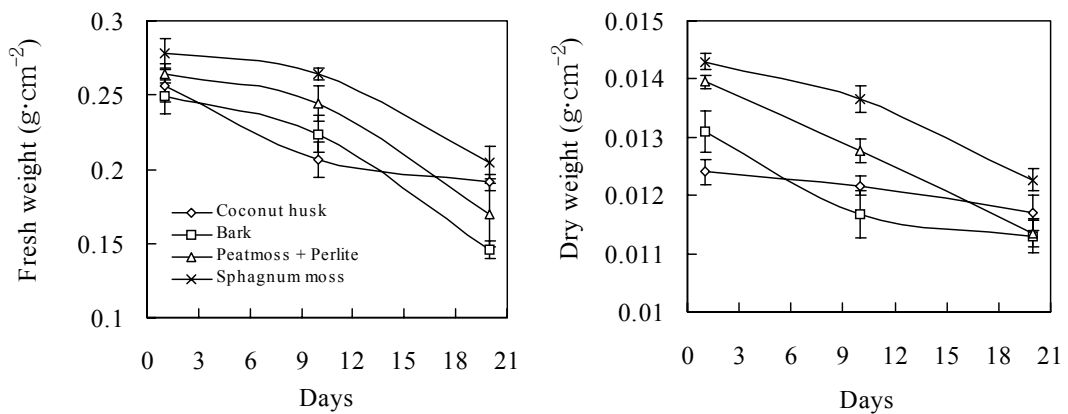 Fresh weight (g·cm⁻²)
0.3
0.25
0.2
0.15
0.1
Coconut husk
Bark
Peatmoss + Perlite
Sphagnum moss
0 3 6 9 12 15 18 21
Days
Dry weight (g·cm⁻²)
0.015
0.014
0.013
0.012
0.011
0.01
0 3 6 9 12 15 18 21
Days